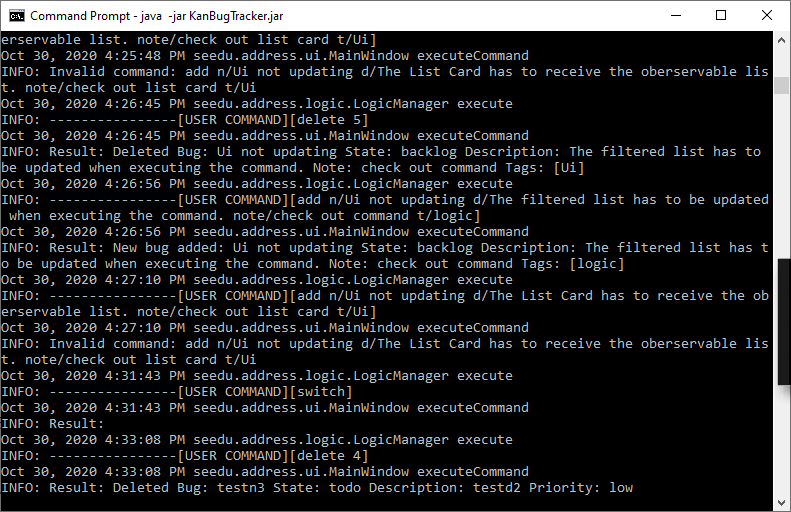 Command Prompt - java  -jar KanBugTracker.jar
erservable list. note/check out list card t/Ui]
Oct 30, 2020 4:25:48 PM seedu.address.ui.MainWindow executeCommand
INFO: Invalid command: add n/Ui not updating d/The List Card has to receive the oberservable lis
t. note/check out list card t/Ui
Oct 30, 2020 4:26:45 PM seedu.address.logic.LogicManager execute
INFO: ----------------[USER COMMAND][delete 5]
Oct 30, 2020 4:26:45 PM seedu.address.ui.MainWindow executeCommand
INFO: Result: Deleted Bug: Ui not updating State: backlog Description: The filtered list has to
be updated when executing the command. Note: check out command Tags: [Ui]
Oct 30, 2020 4:26:56 PM seedu.address.logic.LogicManager execute
INFO: ----------------[USER COMMAND][add n/Ui not updating d/The filtered list has to be updated
 when executing the command. note/check out command t/logic]
Oct 30, 2020 4:26:56 PM seedu.address.ui.MainWindow executeCommand
INFO: Result: New bug added: Ui not updating State: backlog Description: The filtered list has t
o be updated when executing the command. Note: check out command Tags: [logic]
Oct 30, 2020 4:27:10 PM seedu.address.logic.LogicManager execute
INFO: ----------------[USER COMMAND][add n/Ui not updating d/The List Card has to receive the ob
erservable list. note/check out list card t/Ui]
Oct 30, 2020 4:27:10 PM seedu.address.ui.MainWindow executeCommand
INFO: Invalid command: add n/Ui not updating d/The List Card has to receive the oberservable lis
t. note/check out list card t/Ui
Oct 30, 2020 4:31:43 PM seedu.address.logic.LogicManager execute
INFO: ----------------[USER COMMAND][switch]
Oct 30, 2020 4:31:43 PM seedu.address.ui.MainWindow executeCommand
INFO: Result:
Oct 30, 2020 4:33:08 PM seedu.address.logic.LogicManager execute
INFO: ----------------[USER COMMAND][delete 4]
Oct 30, 2020 4:33:08 PM seedu.address.ui.MainWindow executeCommand
INFO: Result: Deleted Bug: testn3 State: todo Description: testd2 Priority: low